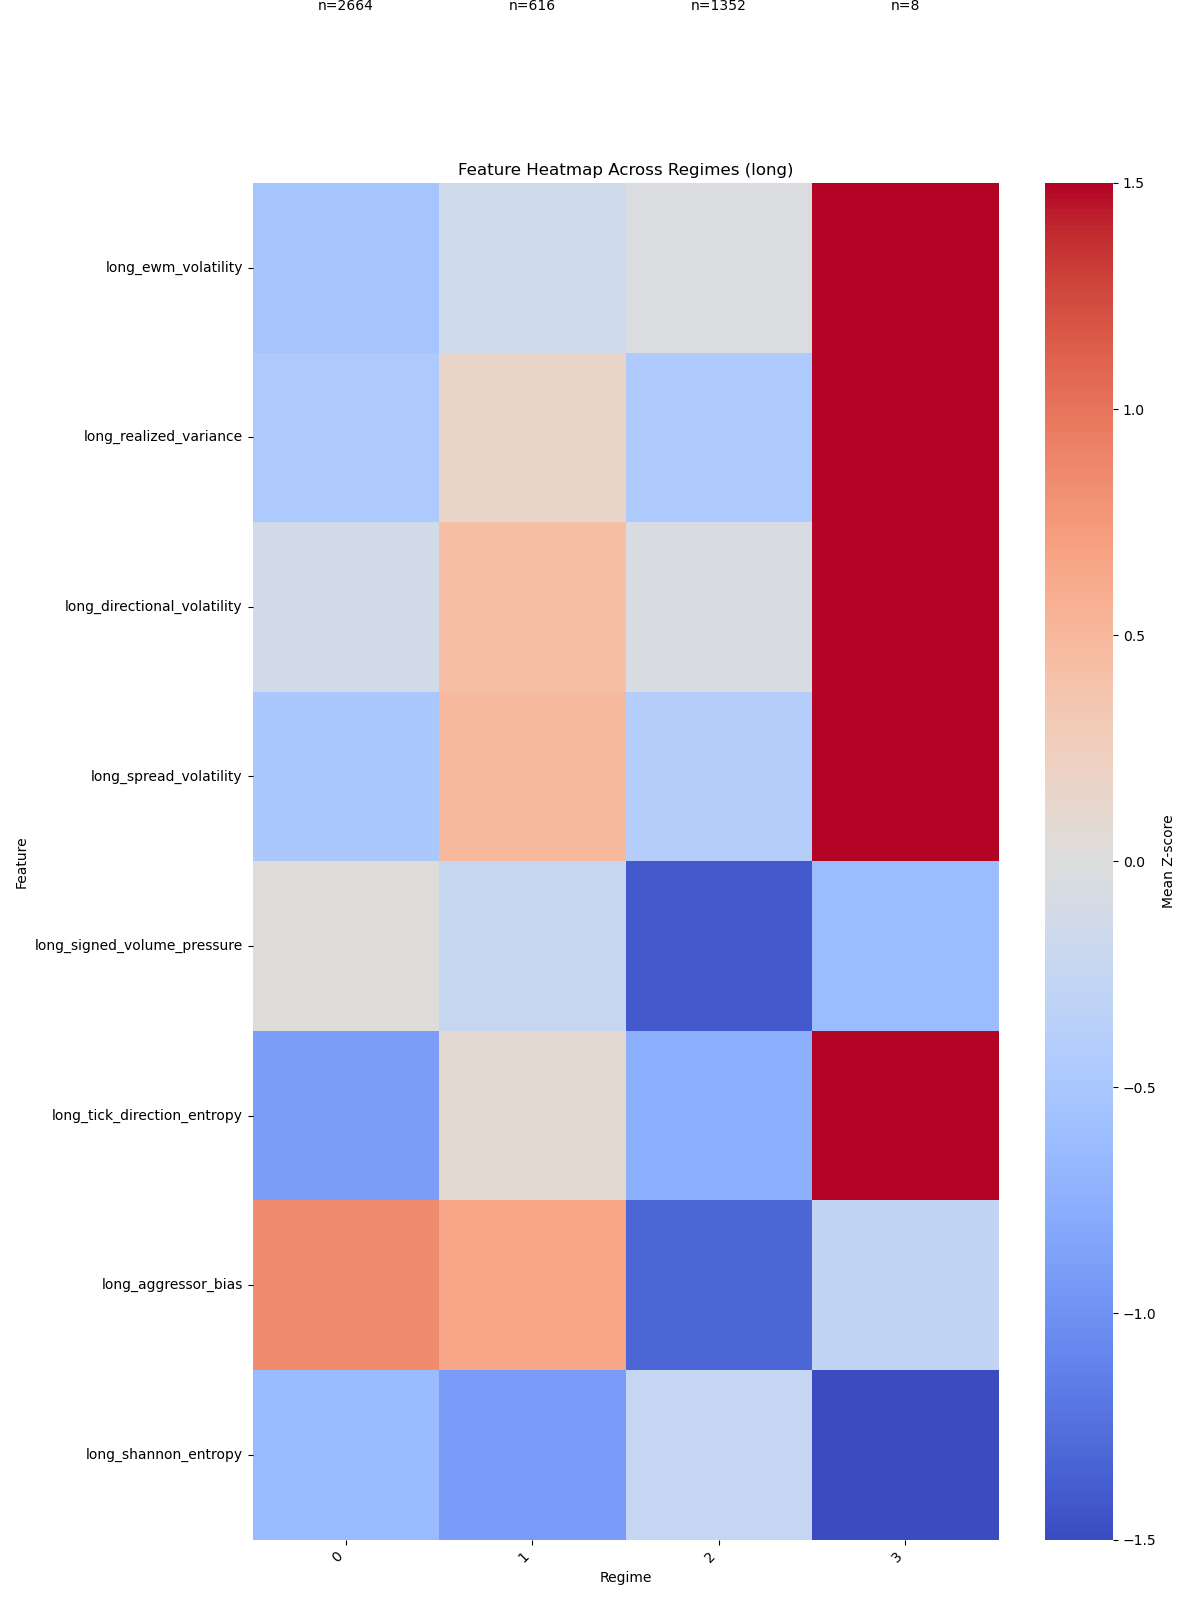 n=2664 n=616 n=1352 n=8
Feature Heatmap Across Regimes (long)
long_ewm_volatility
long_realized_variance
long_directional_volatility
long_spread_volatility
long_signed_volume_pressure
long_tick_direction_entropy
long_aggressor_bias
long_shannon_entropy
Feature
0 1 2 3
Regime
1.5
1.0
0.5
0.0
−0.5
−1.0
−1.5
Mean Z-score